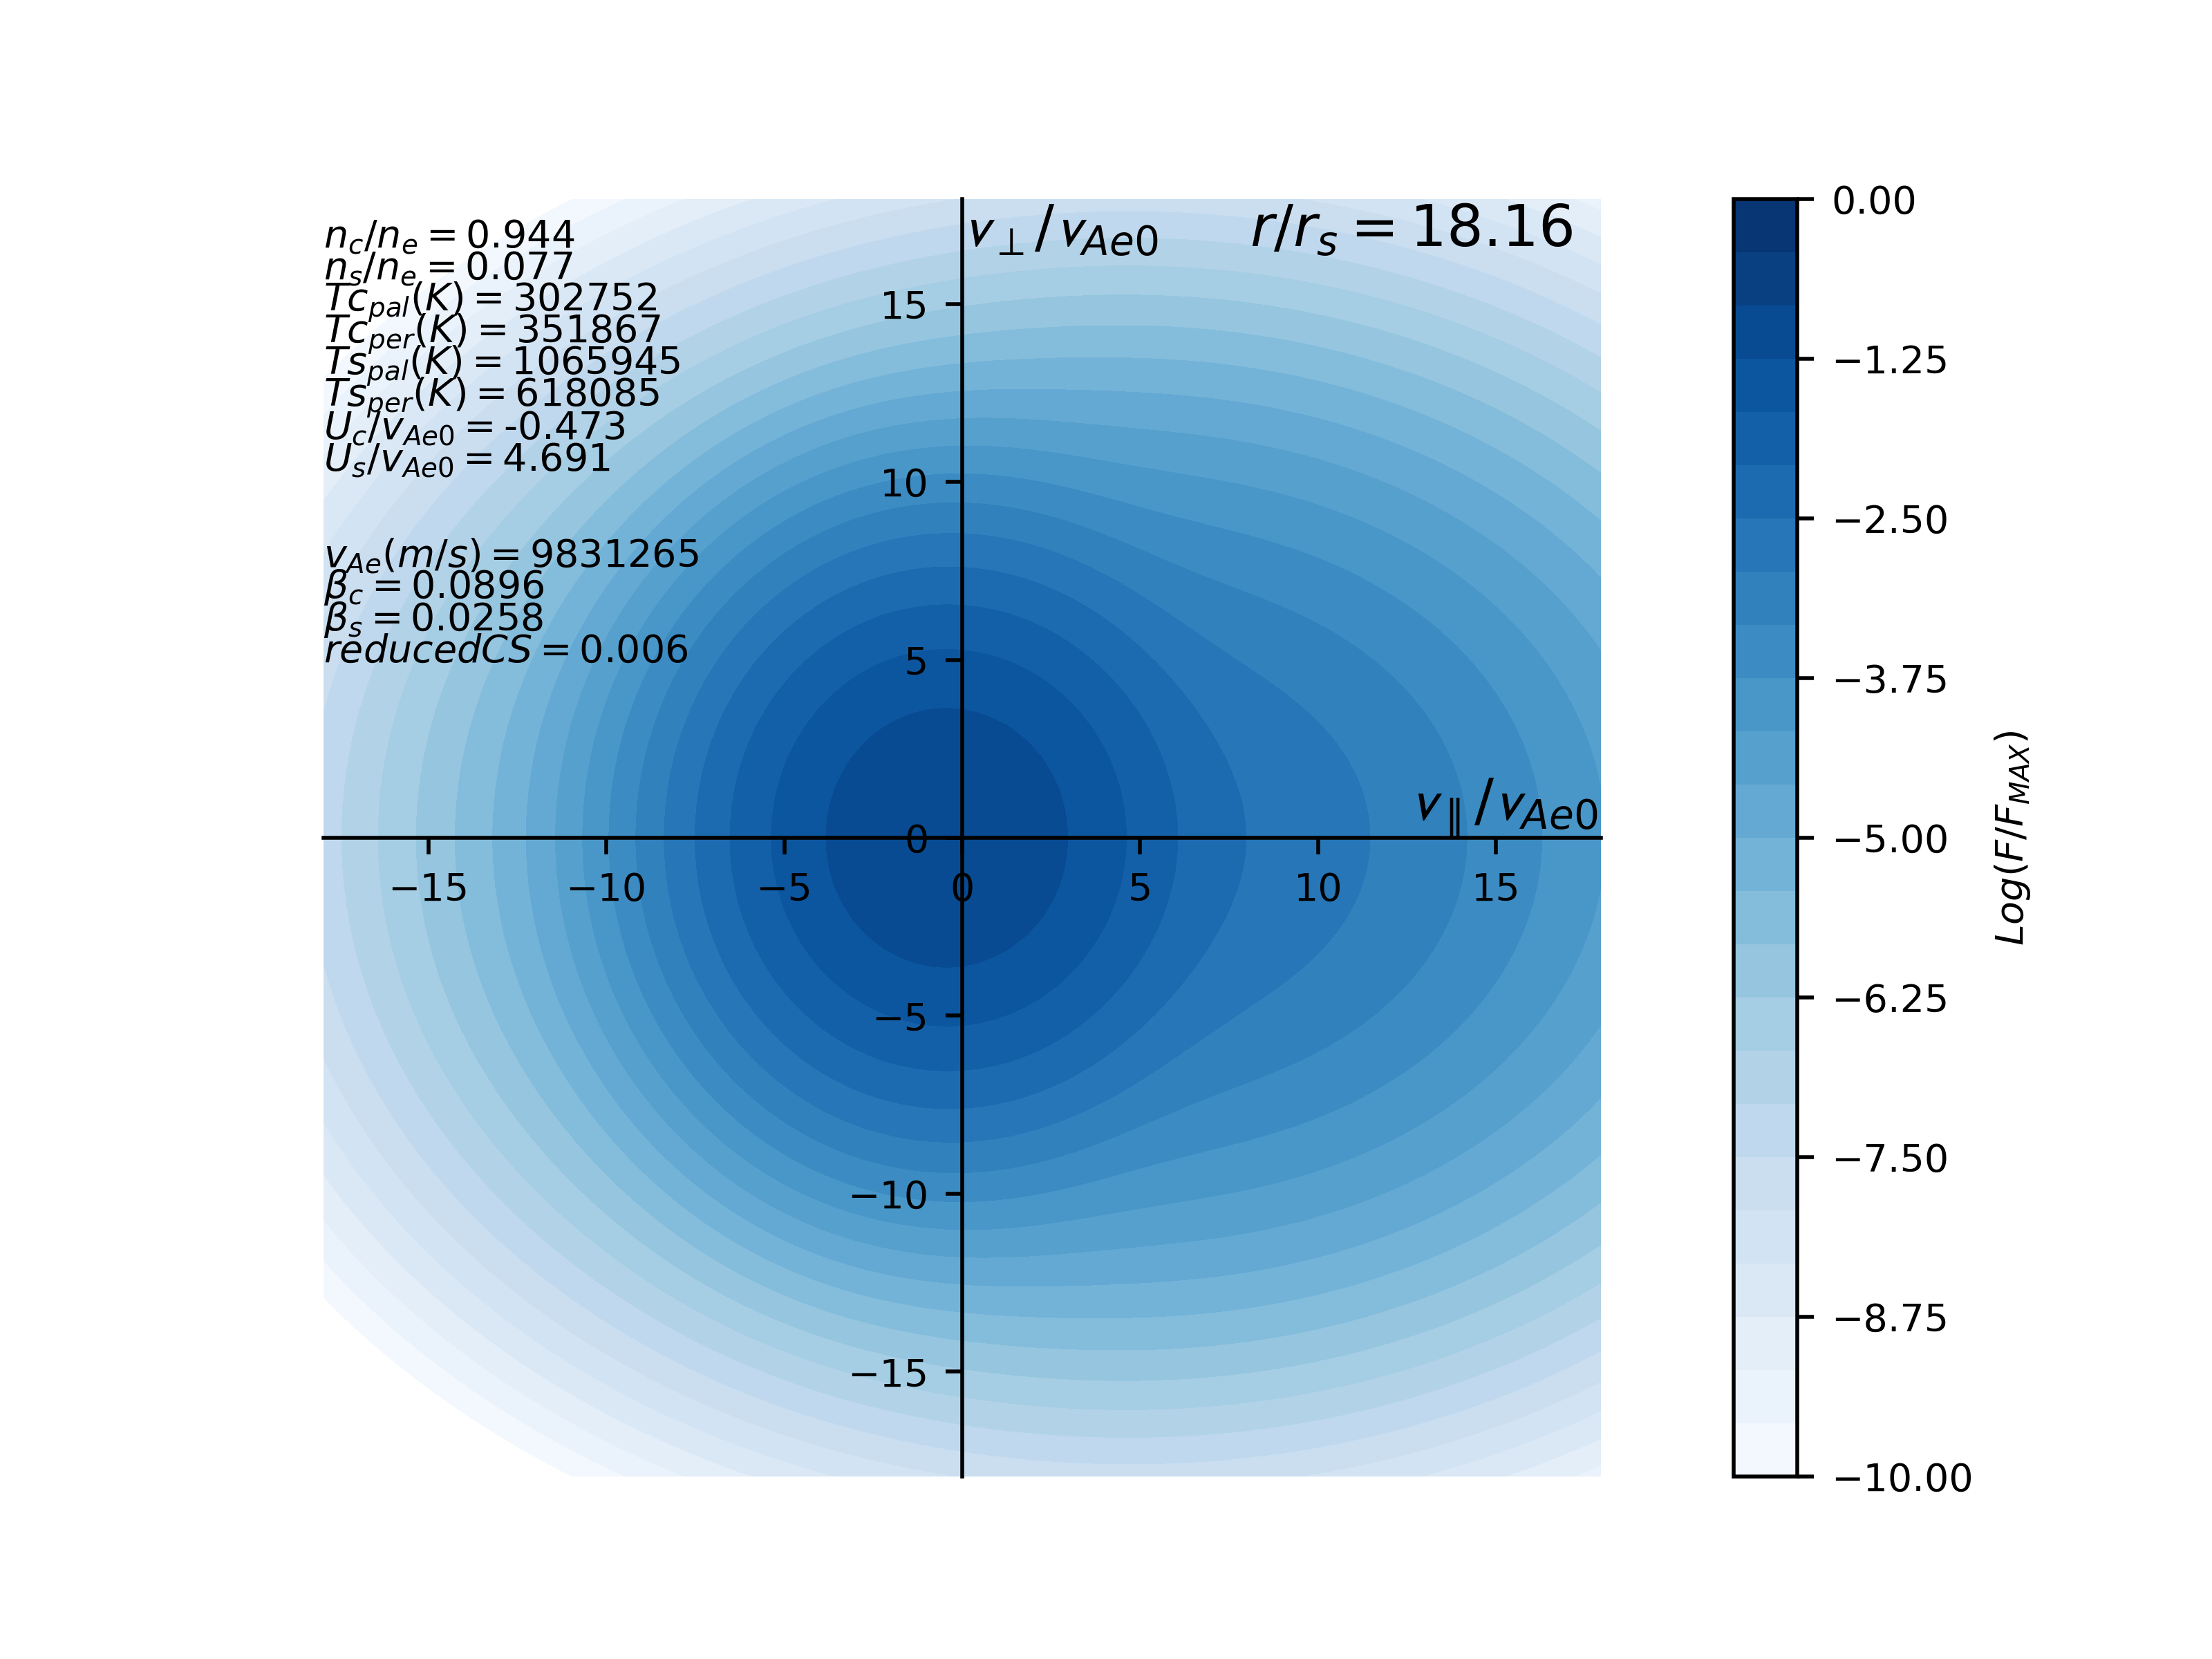 n_c/n_e = 0.944
n_s/n_e = 0.077
Tc_pal(K) = 302752
Tc_per(K) = 351867
Ts_pal(K) = 1065945
Ts_per(K) = 618085
U_c/v_Ae0 = -0.473
U_s/v_Ae0 = 4.691
v_Ae(m/s) = 9831265
β_c = 0.0896
β_s = 0.0258
reducedCS = 0.006
v_⊥/v_Ae0
r/r_s = 18.16
15
10
5
0
−5
−10
−15
v_∥/v_Ae0
−15 −10 −5 0 5 10 15
0.00
−1.25
−2.50
−3.75
−5.00
−6.25
−7.50
−8.75
−10.00
Log(F/F_MAX)